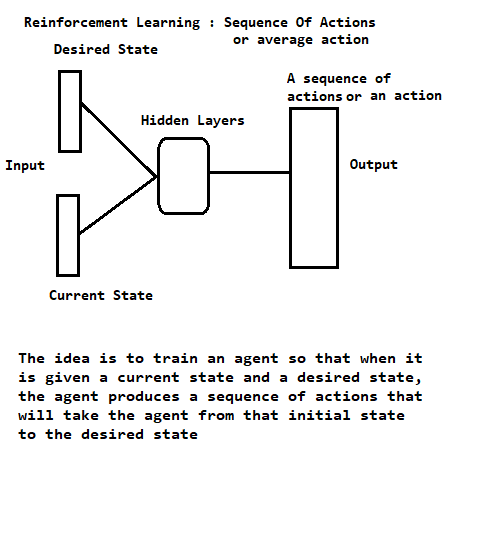 Reinforcement Learning : Sequence Of Actions
or average action
Desired State
A sequence of
actions or an action
Hidden Layers
Input
Output
Current State
The idea is to train an agent so that when it
is given a current state and a desired state,
the agent produces a sequence of actions that
will take the agent from that initial state
to the desired state